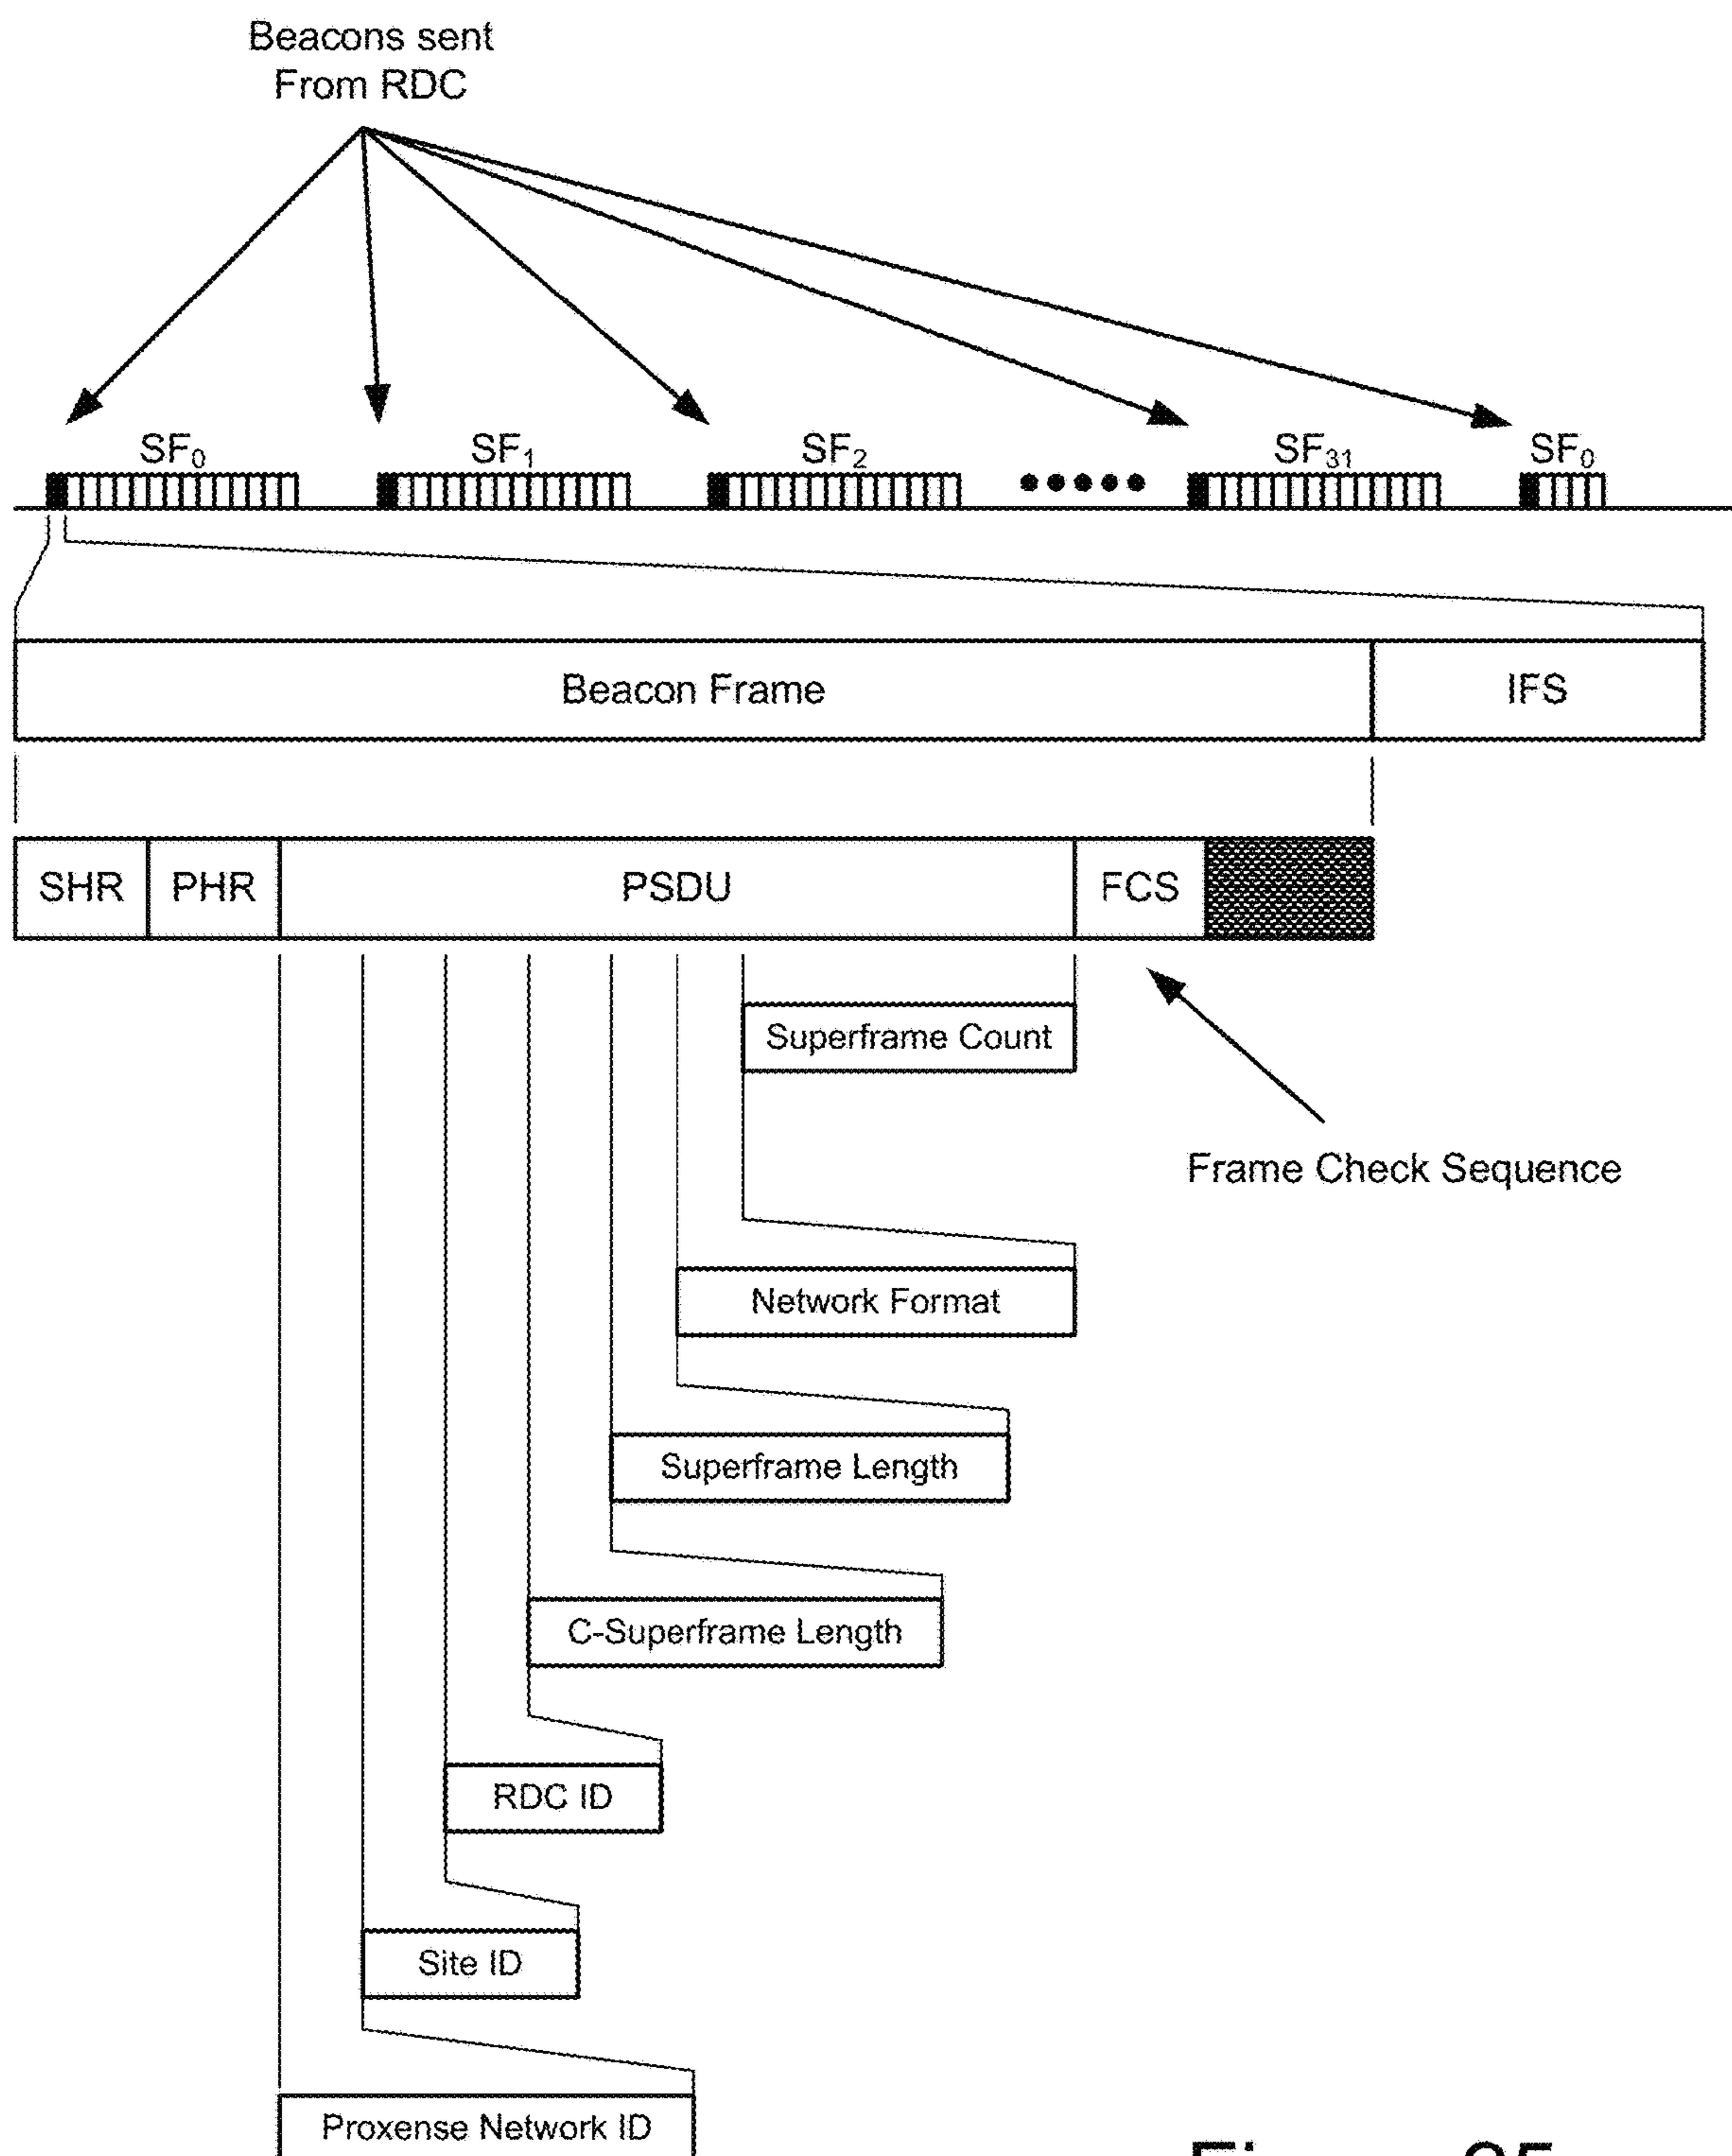 Beacons sent
From RDC
SF0 SF1 SF2 SF31 SF0
Beacon Frame IFS
SHR PHR PSDU FCS
Superframe Count
Frame Check Sequence
Network Format
Superframe Length
C-Superframe Length
RDC ID
Site ID
Proxense Network ID